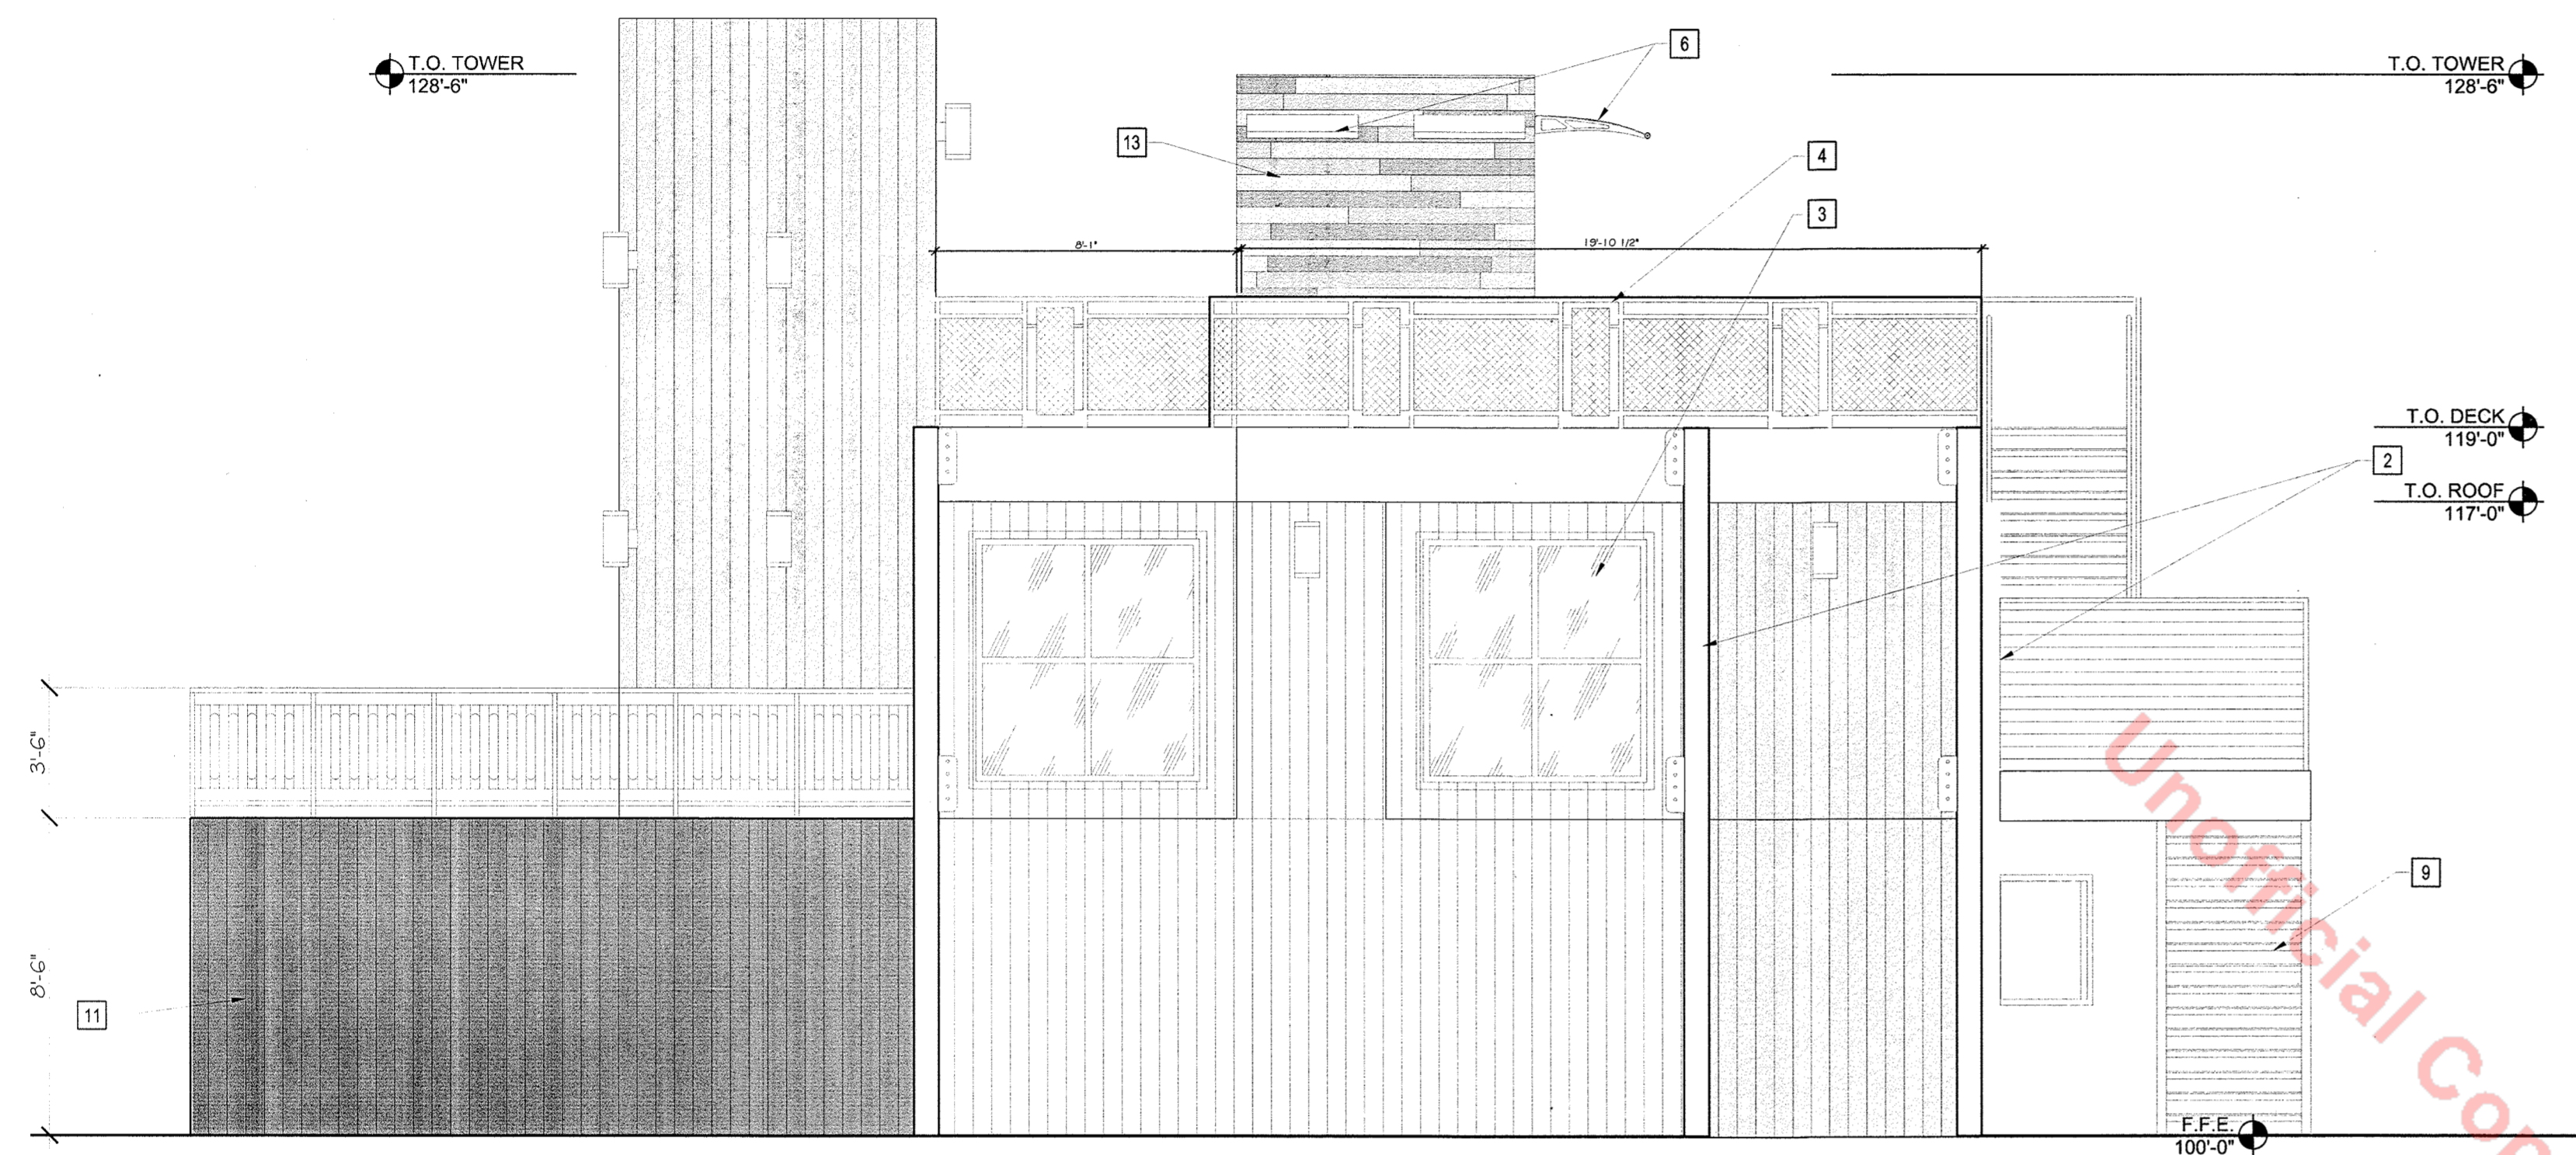 6
T.O. TOWER
128'-6"
T.O. TOWER
128'-6"
13
4
3
8'-1"
19'-10 1/2"
T.O. DECK
119'-0"
2
T.O. ROOF
117'-0"
3'-6"
9
8'-6"
11
Unofficial Cop
F.F.E.
100'-0"